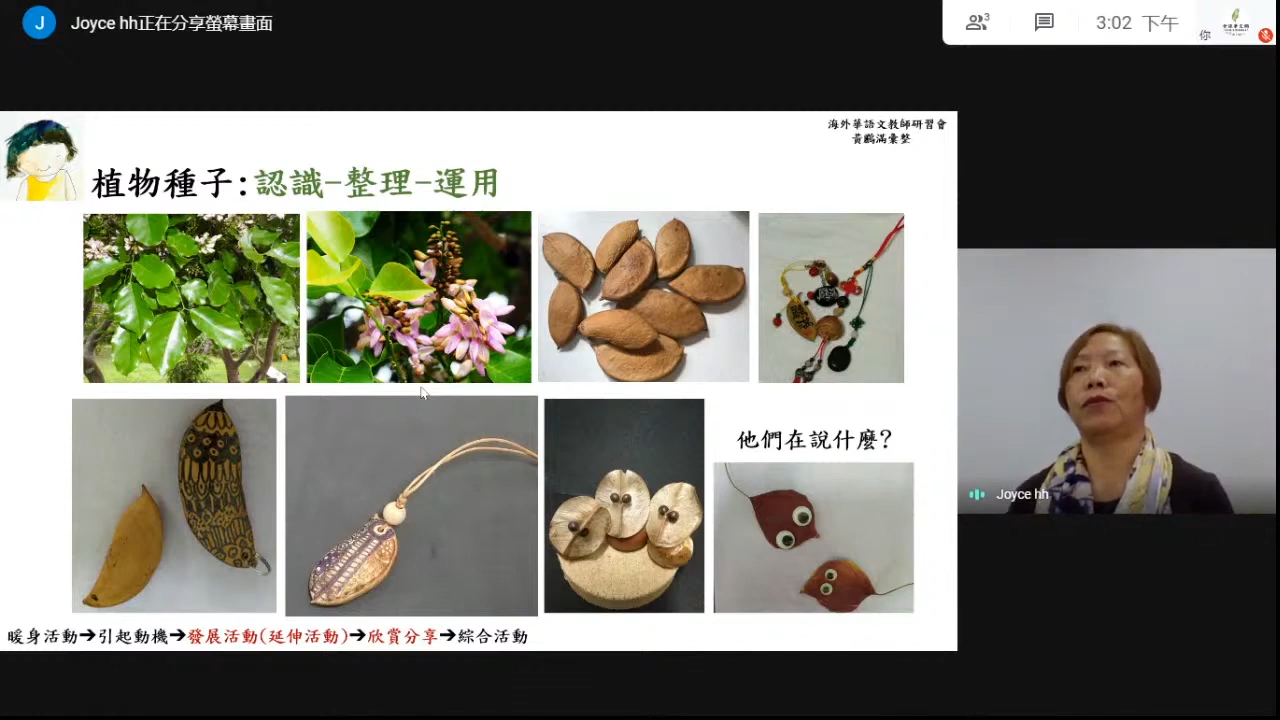 J
Joyce hh正在分享螢幕畫面
3
3:02 下午
你
海外華語文教師研習會
黃鵬滿彙整
植物種子:認識-整理-運用
他們在說什麼?
Joyce hh
暖身活動→引起動機→發展活動(延伸活動)→欣賞分享→綜合活動